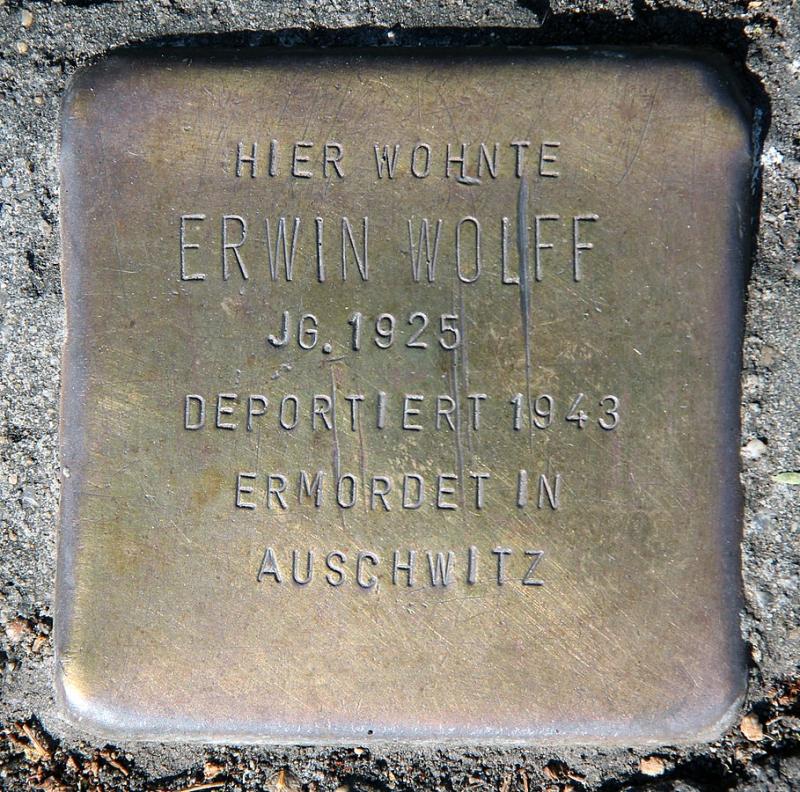 HIER WOHNTE
ERWIN WOLFF
JG. 1925
DEPORTIERT 1943
ERMORDET IN
AUSCHWITZ